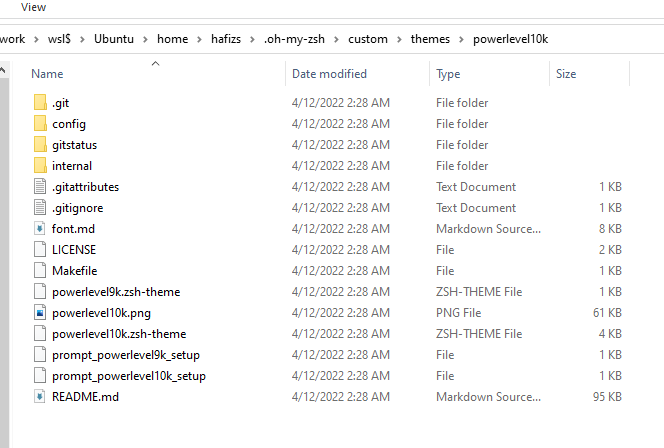 View
work > wsl$ > Ubuntu > home > hafizs > .oh-my-zsh > custom > themes > powerlevel10k
Name Date modified Type Size
.git 4/12/2022 2:28 AM File folder
config 4/12/2022 2:28 AM File folder
gitstatus 4/12/2022 2:28 AM File folder
internal 4/12/2022 2:28 AM File folder
.gitattributes 4/12/2022 2:28 AM Text Document 1 KB
.gitignore 4/12/2022 2:28 AM Text Document 1 KB
font.md 4/12/2022 2:28 AM Markdown Source... 8 KB
LICENSE 4/12/2022 2:28 AM File 2 KB
Makefile 4/12/2022 2:28 AM File 1 KB
powerlevel9k.zsh-theme 4/12/2022 2:28 AM ZSH-THEME File 1 KB
powerlevel10k.png 4/12/2022 2:28 AM PNG File 61 KB
powerlevel10k.zsh-theme 4/12/2022 2:28 AM ZSH-THEME File 4 KB
prompt_powerlevel9k_setup 4/12/2022 2:28 AM File 1 KB
prompt_powerlevel10k_setup 4/12/2022 2:28 AM File 1 KB
README.md 4/12/2022 2:28 AM Markdown Source... 95 KB